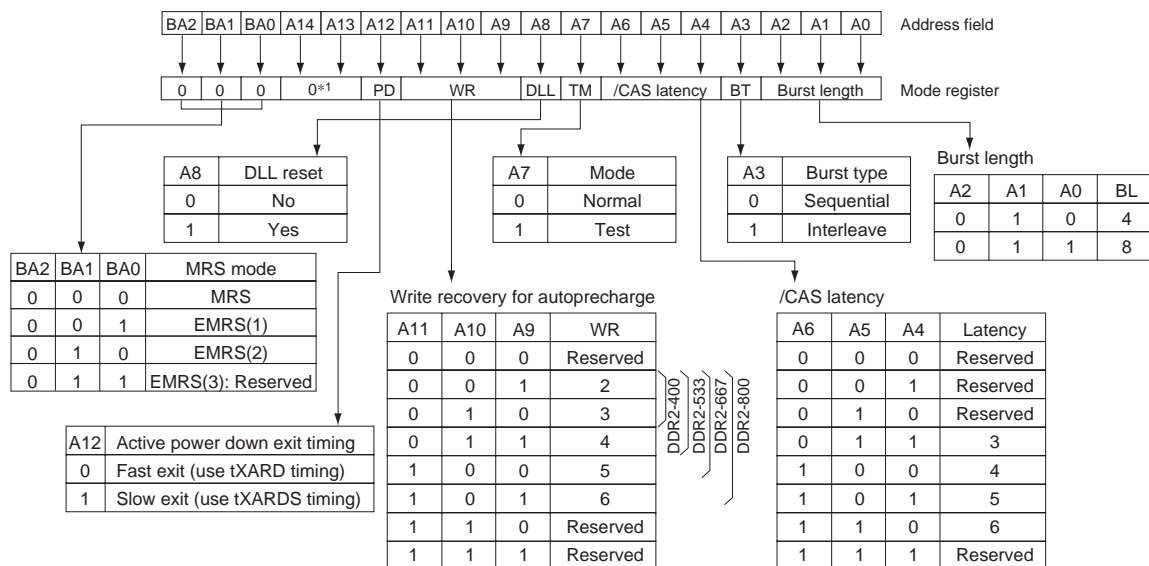 BA2 BA1 BA0 A14 A13 A12 A11 A10 A9 A8 A7 A6 A5 A4 A3 A2 A1 A0 Address field
0 0 0 0*1 PD WR DLL TM /CAS latency BT Burst length Mode register
A8 DLL reset
0 No
1 Yes
A7 Mode
0 Normal
1 Test
A3 Burst type
0 Sequential
1 Interleave
Burst length
A2 A1 A0 BL
0 1 0 4
0 1 1 8
BA2 BA1 BA0 MRS mode
0 0 0 MRS
0 0 1 EMRS(1)
0 1 0 EMRS(2)
0 1 1 EMRS(3): Reserved
A12 Active power down exit timing
0 Fast exit (use tXARD timing)
1 Slow exit (use tXARDS timing)
Write recovery for autoprecharge
A11 A10 A9 WR
0 0 0 Reserved
0 0 1 2
0 1 0 3
0 1 1 4
1 0 0 5
1 0 1 6
1 1 0 Reserved
1 1 1 Reserved
DDR2-400
DDR2-533
DDR2-667
DDR2-800
/CAS latency
A6 A5 A4 Latency
0 0 0 Reserved
0 0 1 Reserved
0 1 0 Reserved
0 1 1 3
1 0 0 4
1 0 1 5
1 1 0 6
1 1 1 Reserved